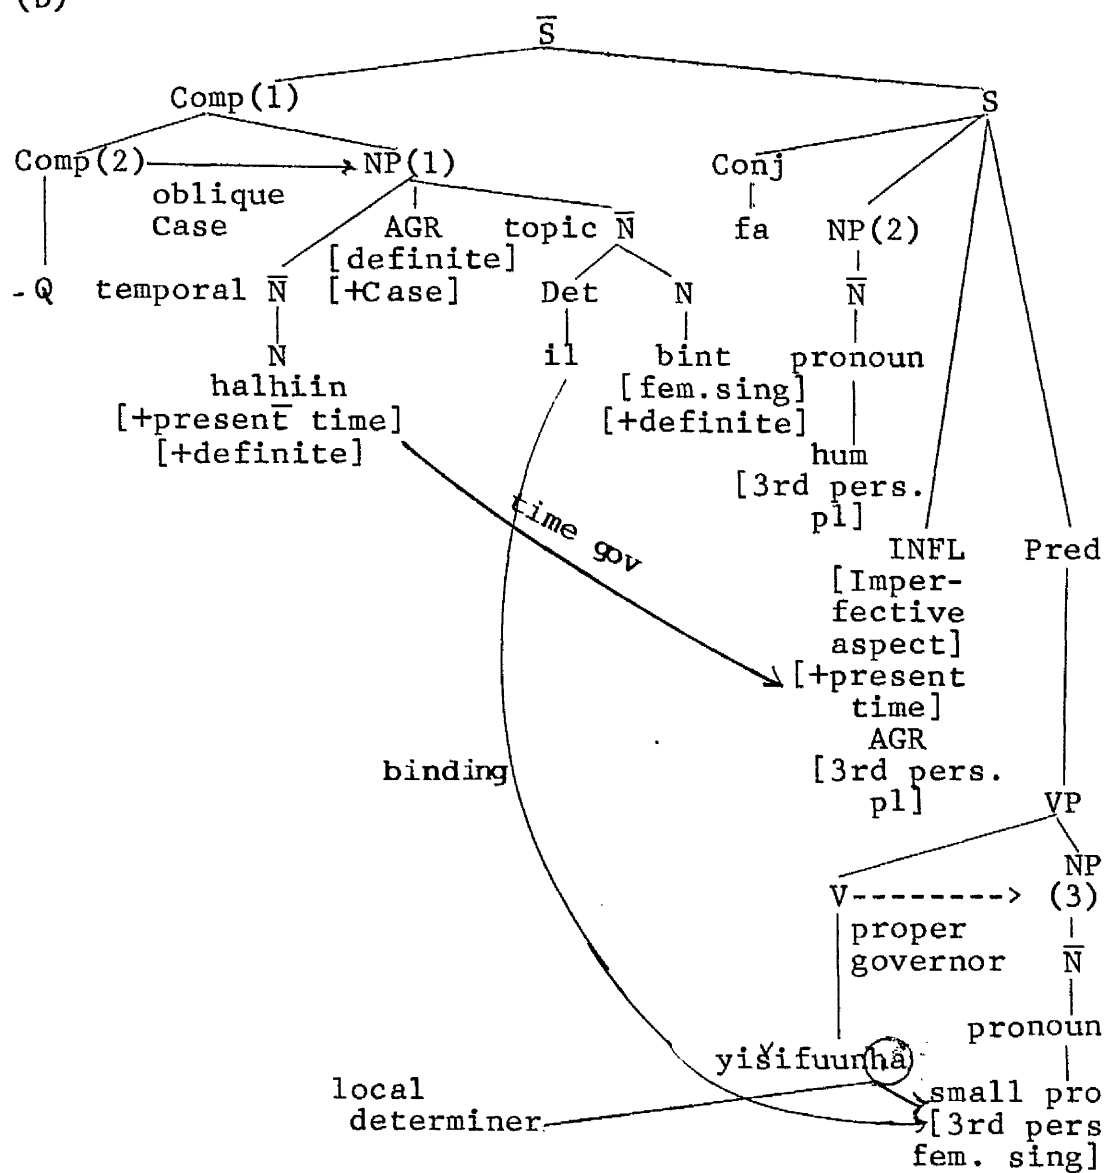 (b)
S̅
Comp(1)
S
Comp(2) NP(1) Conj
oblique
Case
AGR topic N̅ fa NP(2)
[definite]
-Q temporal N̅ [+Case] Det N N̅
N il bint pronoun
halhiin [fem.sing]
[+present time] [+definite]
[+definite] hum
[3rd pers.
pl]
time gov
INFL Pred
[Imper-
fective
aspect]
[+present
time]
AGR
binding [3rd pers.
pl] VP
NP
V--------> (3)
proper
governor N̅
pronoun
yišifuunha
local small pro
determiner [3rd pers
fem. sing]